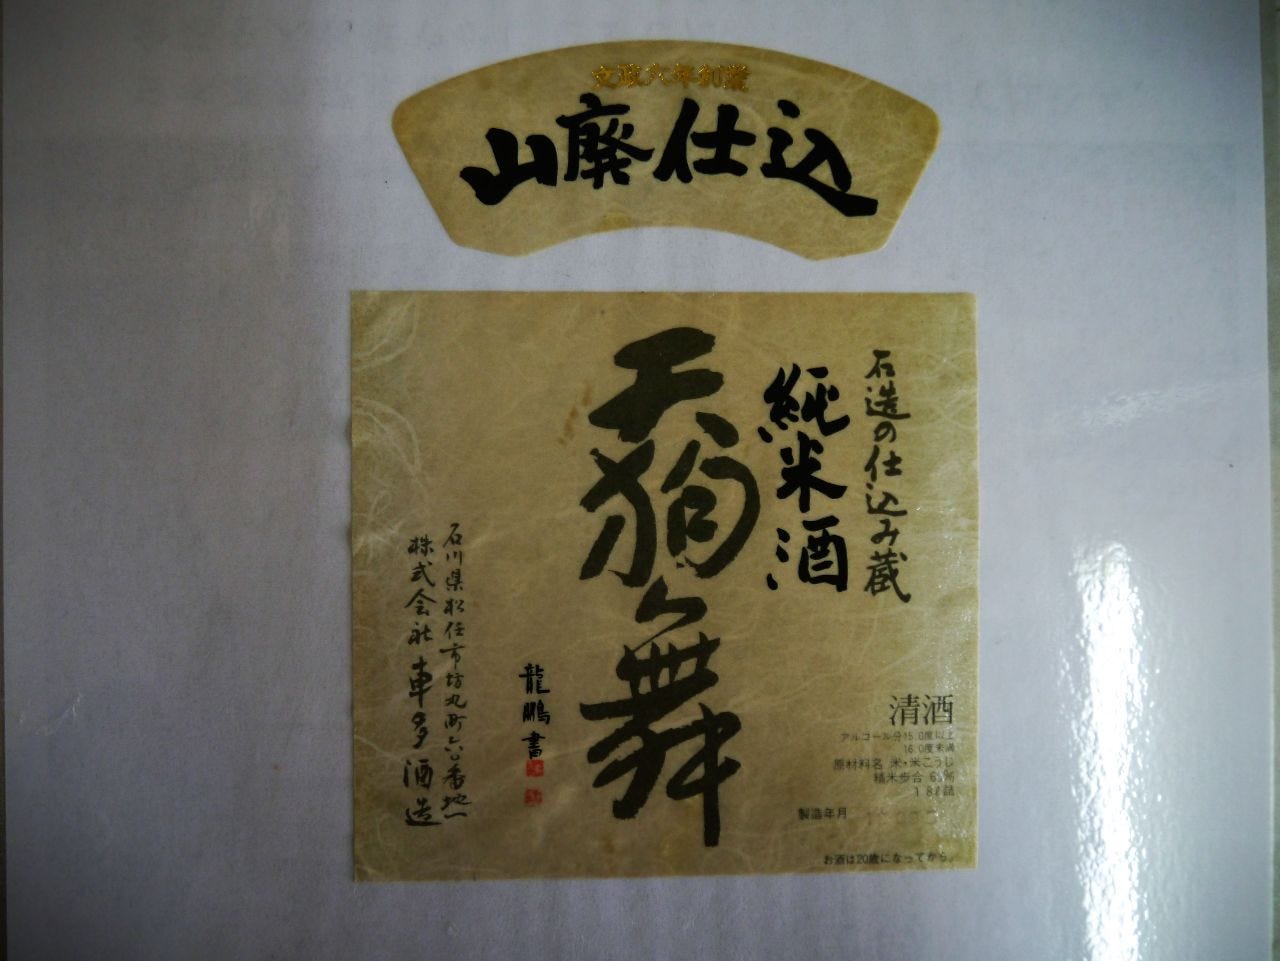 文政六年創業
山廃仕込
石造の仕込み蔵
純米酒
天狗舞
龍鵬書
石川県松任市坊丸町六〇番地一
株式会社 車多酒造
清酒
アルコール分15.0度以上
16.0度未満
原材料名 米・米こうじ
精米歩合
1.8ℓ詰
製造年月
お酒は20歳になってから。